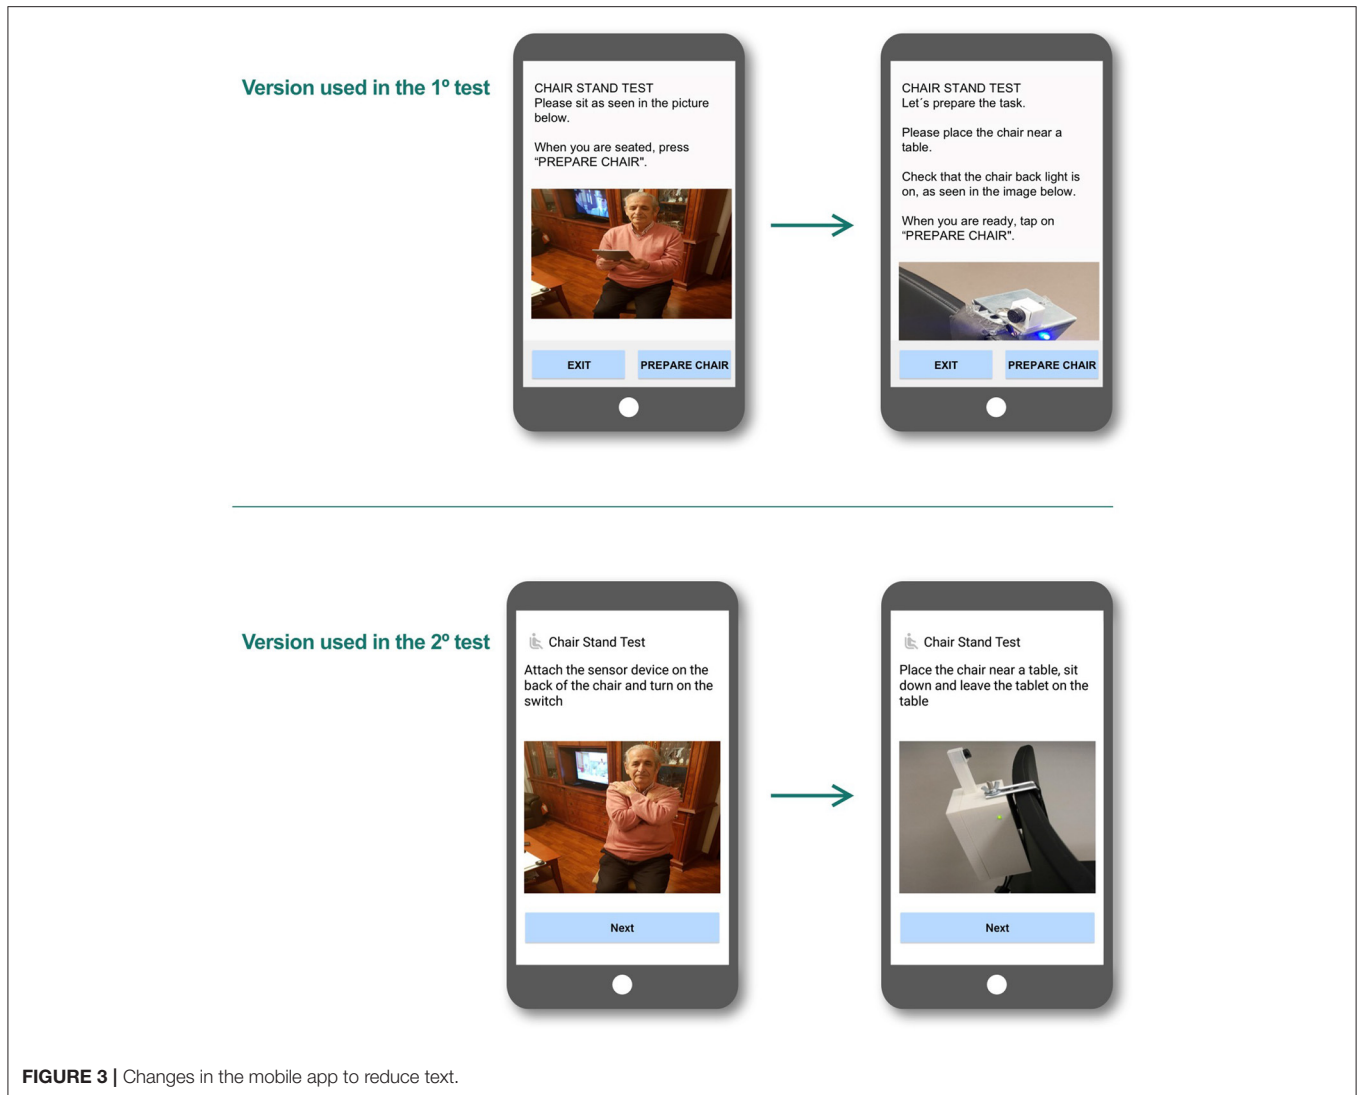 Version used in the 1º test
CHAIR STAND TEST
Please sit as seen in the picture
below.
When you are seated, press
“PREPARE CHAIR".
EXIT
PREPARE CHAIR
CHAIR STAND TEST
Let´s prepare the task.
Please place the chair near a
table.
Check that the chair back light is
on, as seen in the image below.
When you are ready, tap on
“PREPARE CHAIR".
EXIT
PREPARE CHAIR
Version used in the 2º test
Chair Stand Test
Attach the sensor device on the
back of the chair and turn on the
switch
Next
Chair Stand Test
Place the chair near a table, sit
down and leave the tablet on the
table
Next
FIGURE 3 | Changes in the mobile app to reduce text.